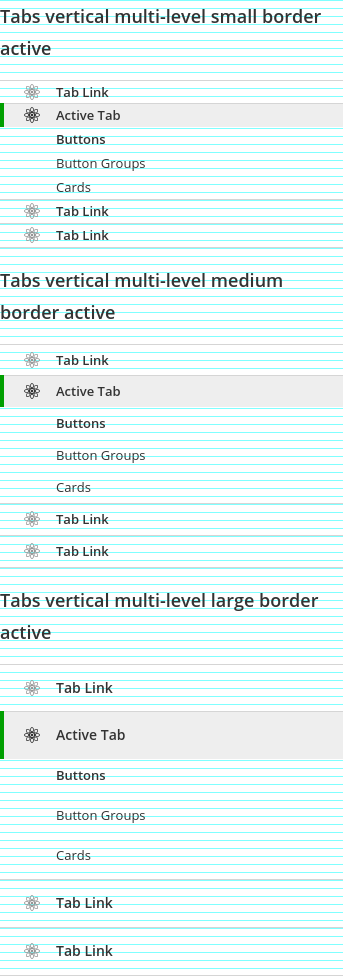 Tabs vertical multi-level small border
active
Tab Link
Active Tab
Buttons
Button Groups
Cards
Tab Link
Tab Link
Tabs vertical multi-level medium
border active
Tab Link
Active Tab
Buttons
Button Groups
Cards
Tab Link
Tab Link
Tabs vertical multi-level large border
active
Tab Link
Active Tab
Buttons
Button Groups
Cards
Tab Link
Tab Link